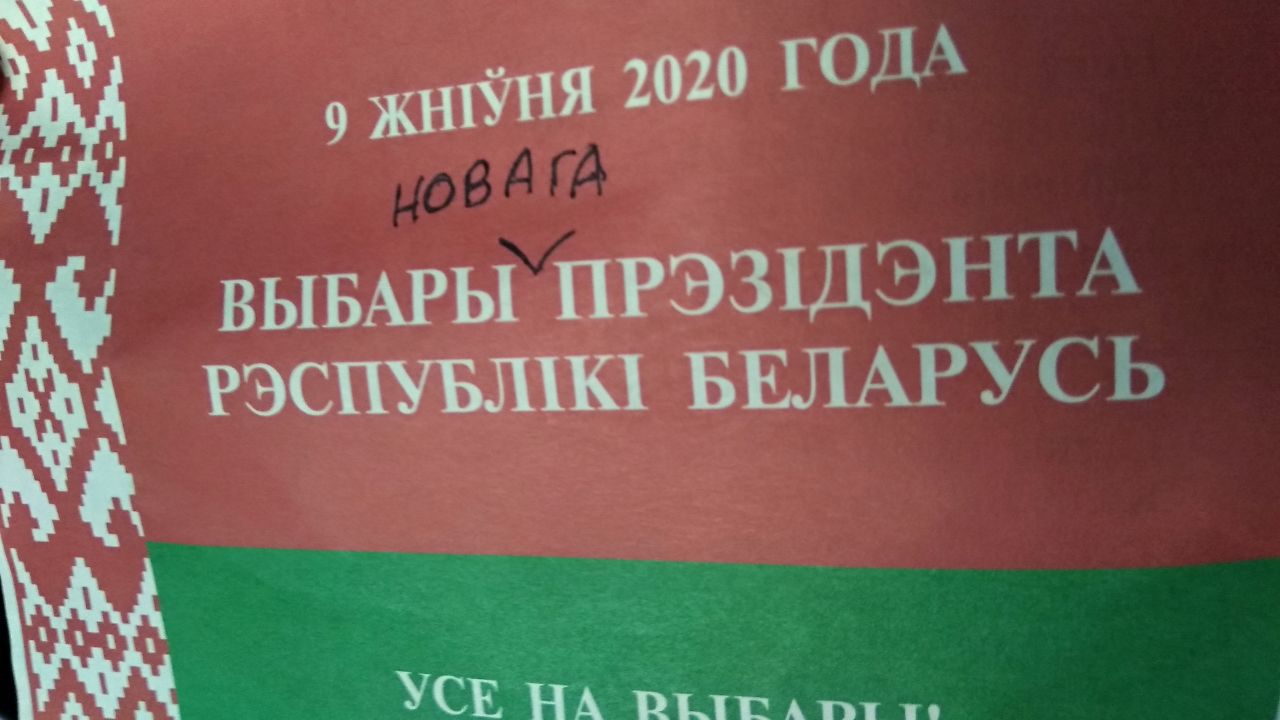 9 ЖНІЎНЯ 2020 ГОДА
НОВАГА
ВЫБАРЫ ПРЭЗІДЭНТА
РЭСПУБЛІКІ БЕЛАРУСЬ
УСЕ НА ВЫБАРЫ!